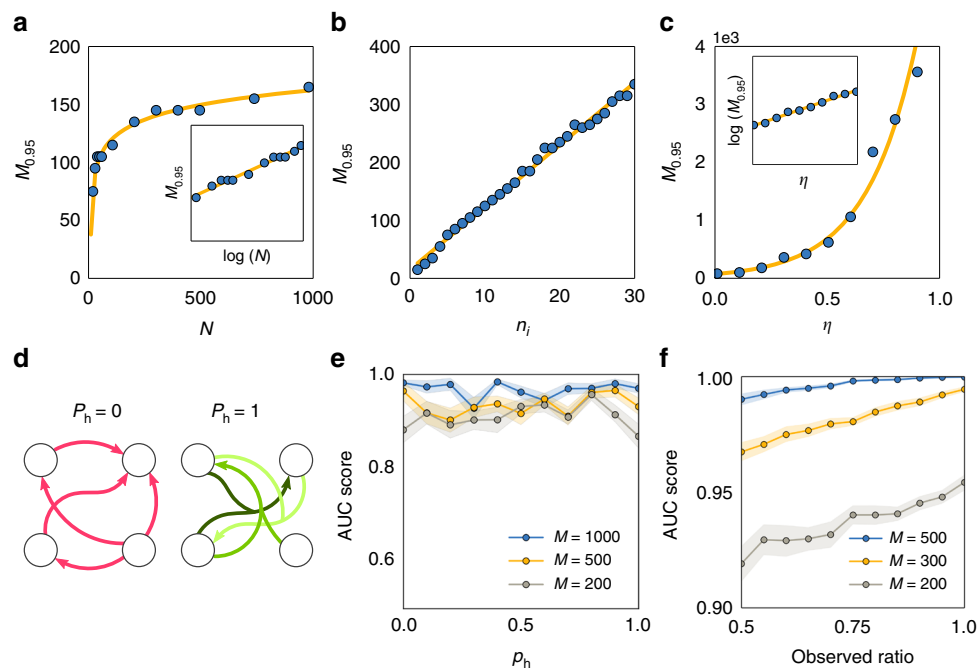 a
200
150
100
50
0
M0.95
0
500
1000
N
M0.95
log (N)
b
400
300
200
100
0
M0.95
0
10
20
30
ni
c
1e3
4
3
2
1
0
M0.95
0.0
0.5
1.0
η
log (M0.95)
η
d
Ph = 0
Ph = 1
e
1.0
0.8
0.6
AUC score
0.0
0.5
1.0
ph
M = 1000
M = 500
M = 200
f
1.00
0.95
0.90
AUC score
0.5
0.75
1.0
Observed ratio
M = 500
M = 300
M = 200